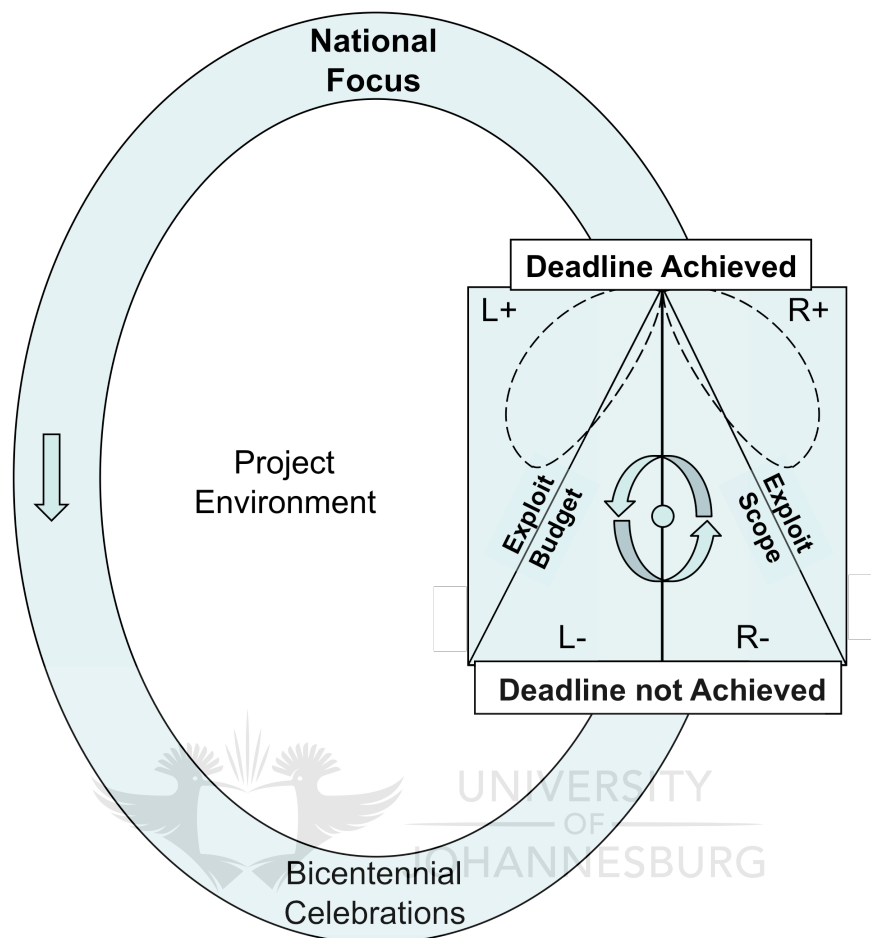 National
Focus
Deadline Achieved
L+
R+
Project
Environment
Exploit
Budget
Exploit
Scope
L-
R-
Deadline not Achieved
UNIVERSITY
OF
JOHANNESBURG
Bicentennial
Celebrations